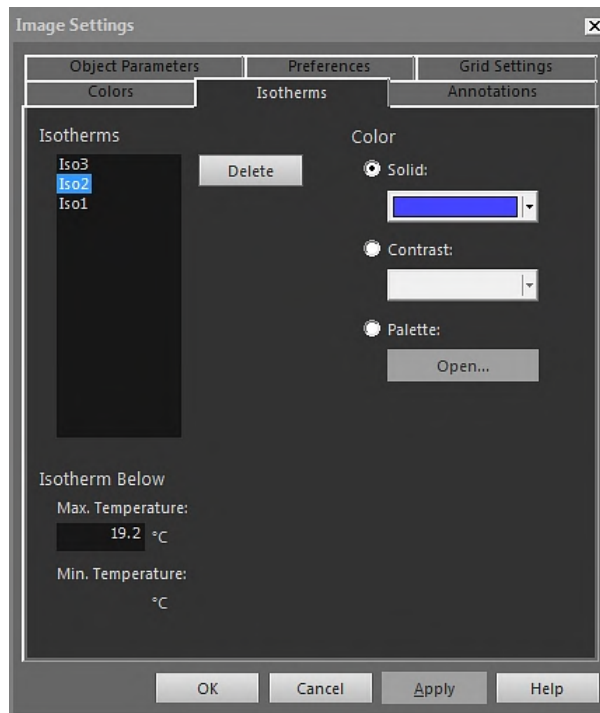 Image Settings
Object Parameters
Preferences
Grid Settings
Colors
Isotherms
Annotations
Isotherms
Iso3
Iso2
Iso1
Delete
Color
Solid:
Contrast:
Palette:
Open...
Isotherm Below
Max. Temperature:
19.2 °C
Min. Temperature:
°C
OK
Cancel
Apply
Help